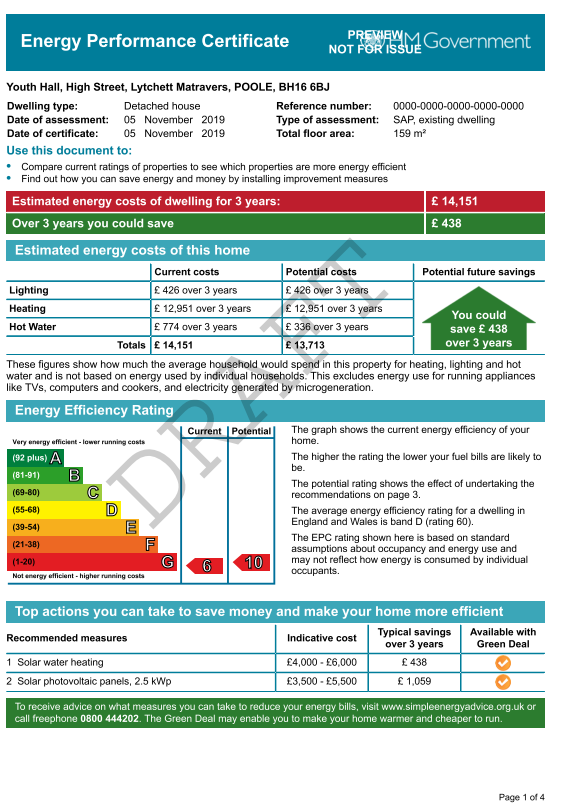 Energy Performance Certificate
PREVIEW
NOT FOR ISSUE
HM Government
Youth Hall, High Street, Lytchett Matravers, POOLE, BH16 6BJ
Dwelling type: Detached house Reference number: 0000-0000-0000-0000-0000
Date of assessment: 05 November 2019 Type of assessment: SAP, existing dwelling
Date of certificate: 05 November 2019 Total floor area: 159 m²
Use this document to:
• Compare current ratings of properties to see which properties are more energy efficient
• Find out how you can save energy and money by installing improvement measures
Estimated energy costs of dwelling for 3 years: £ 14,151
Over 3 years you could save £ 438
Estimated energy costs of this home
Current costs Potential costs Potential future savings
Lighting £ 426 over 3 years £ 426 over 3 years
Heating £ 12,951 over 3 years £ 12,951 over 3 years
Hot Water £ 774 over 3 years £ 336 over 3 years
Totals £ 14,151 £ 13,713
You could
save £ 438
over 3 years
These figures show how much the average household would spend in this property for heating, lighting and hot
water and is not based on energy used by individual households. This excludes energy use for running appliances
like TVs, computers and cookers, and electricity generated by microgeneration.
DRAFT
Energy Efficiency Rating
Current Potential
Very energy efficient - lower running costs
(92 plus) A
(81-91) B
(69-80) C
(55-68) D
(39-54) E
(21-38) F
(1-20) G 6 10
Not energy efficient - higher running costs
The graph shows the current energy efficiency of your
home.
The higher the rating the lower your fuel bills are likely to
be.
The potential rating shows the effect of undertaking the
recommendations on page 3.
The average energy efficiency rating for a dwelling in
England and Wales is band D (rating 60).
The EPC rating shown here is based on standard
assumptions about occupancy and energy use and
may not reflect how energy is consumed by individual
occupants.
Top actions you can take to save money and make your home more efficient
Recommended measures Indicative cost Typical savings over 3 years Available with Green Deal
1 Solar water heating £4,000 - £6,000 £ 438
2 Solar photovoltaic panels, 2.5 kWp £3,500 - £5,500 £ 1,059
To receive advice on what measures you can take to reduce your energy bills, visit www.simpleenergyadvice.org.uk or
call freephone 0800 444202. The Green Deal may enable you to make your home warmer and cheaper to run.
Page 1 of 4